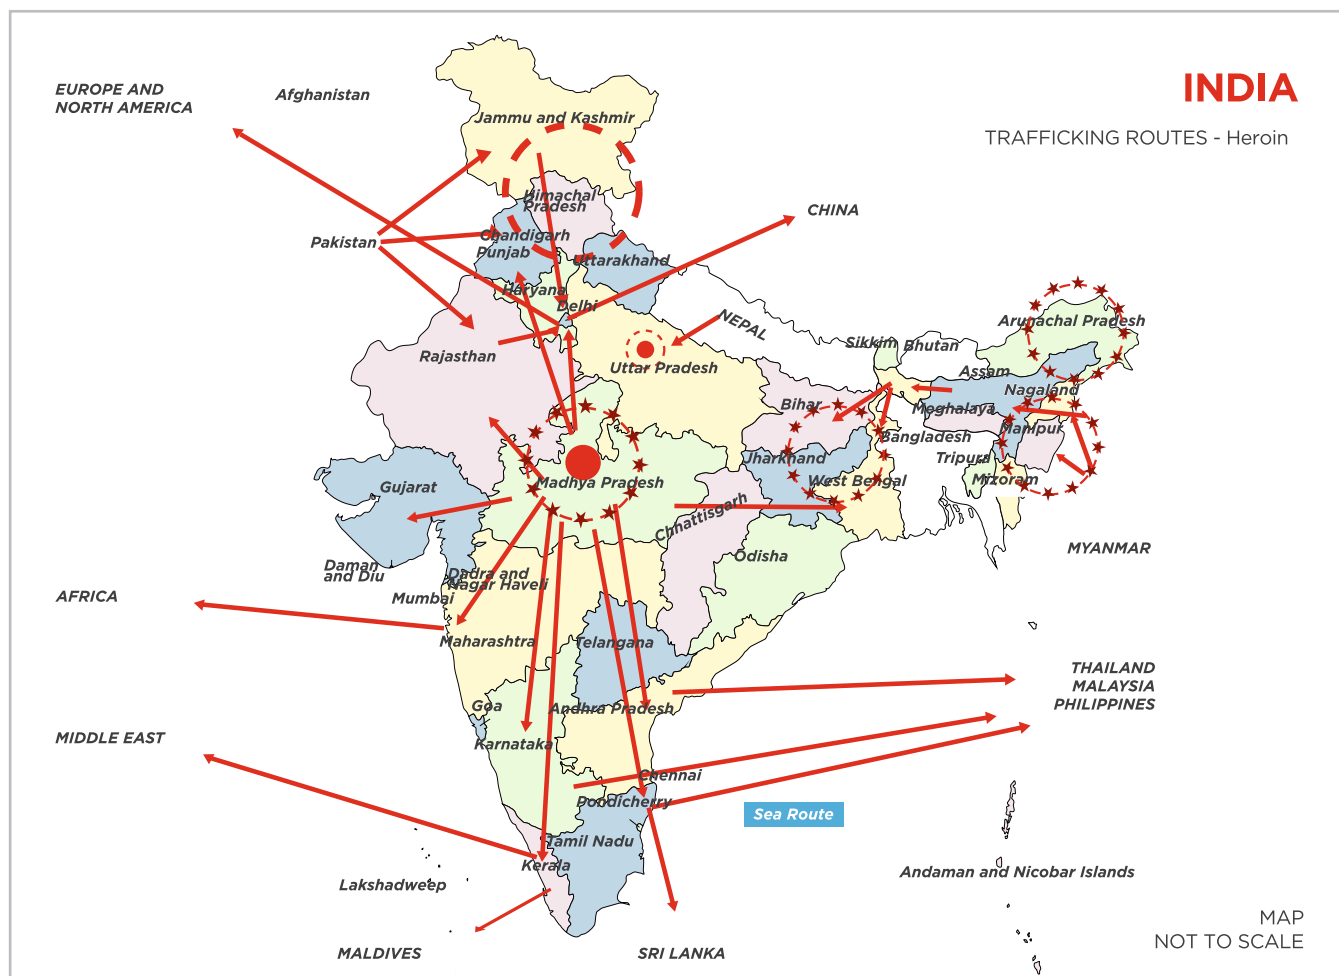 EUROPE AND
NORTH AMERICA
Afghanistan
INDIA
TRAFFICKING ROUTES - Heroin
Jammu and Kashmir
Himachal
Pradesh
CHINA
Pakistan
Chandigarh
Punjab
Uttarakhand
Haryana
Delhi
NEPAL
Arunachal Pradesh
Sikkim
Bhutan
Rajasthan
Uttar Pradesh
Assam
Nagaland
Bihar
Meghalaya
Manipur
Bangladesh
Jharkhand
Tripura
Mizoram
West Bengal
Gujarat
Madhya Pradesh
Chhattisgarh
MYANMAR
Odisha
Daman
and Diu
Dadra and
Nagar Haveli
AFRICA
Mumbai
Maharashtra
Telangana
THAILAND
MALAYSIA
PHILIPPINES
Goa
Andhra Pradesh
MIDDLE EAST
Karnataka
Chennai
Pondicherry
Sea Route
Tamil Nadu
Kerala
Andaman and Nicobar Islands
Lakshadweep
MAP
NOT TO SCALE
MALDIVES
SRI LANKA